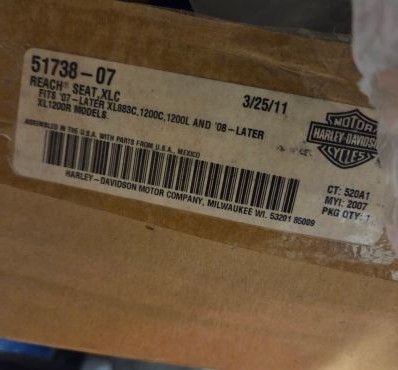 51738-07
3/25/11
REACH® SEAT,XLC
FITS '07-LATER XL883C,1200C,1200L AND '08-LATER
XL1200R MODELS.
MOTOR
HARLEY-DAVIDSON
CYCLES
ASSEMBLED IN THE U.S.A. WITH PARTS FROM U.S.A., MEXICO
CT: 520A1
MYI: 2007
PKG QTY: 1
HARLEY-DAVIDSON MOTOR COMPANY, MILWAUKEE WI. 53201 85009